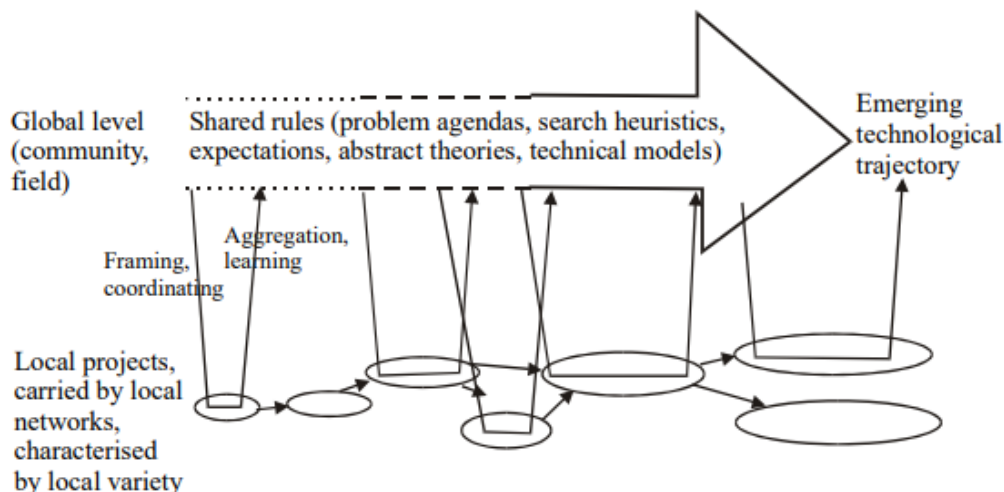 Global level
(community,
field)
Shared rules (problem agendas, search heuristics,
expectations, abstract theories, technical models)
Emerging
technological
trajectory
Framing,
coordinating
Aggregation,
learning
Local projects,
carried by local
networks,
characterised
by local variety